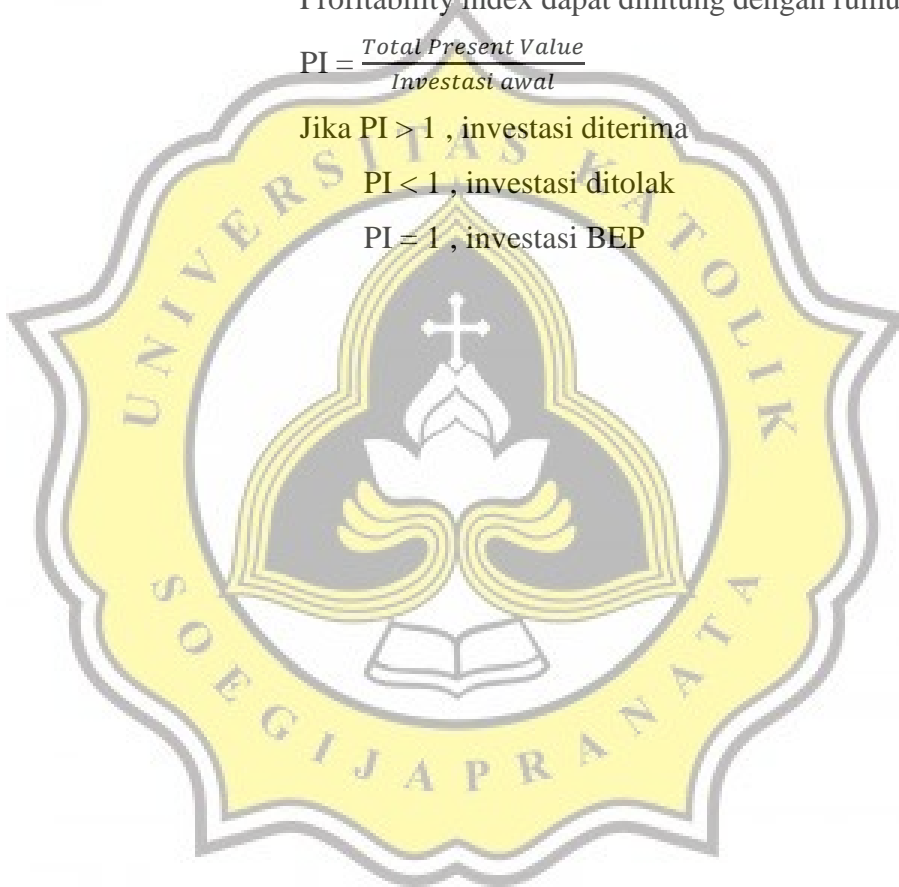 Profitability index dapat dihitung dengan rumus
PI = Total Present Value / Investasi awal
Jika PI > 1 , investasi diterima
PI < 1 , investasi ditolak
PI = 1 , investasi BEP
UNIVERSITAS KATOLIK
SOEGIJAPRANATA